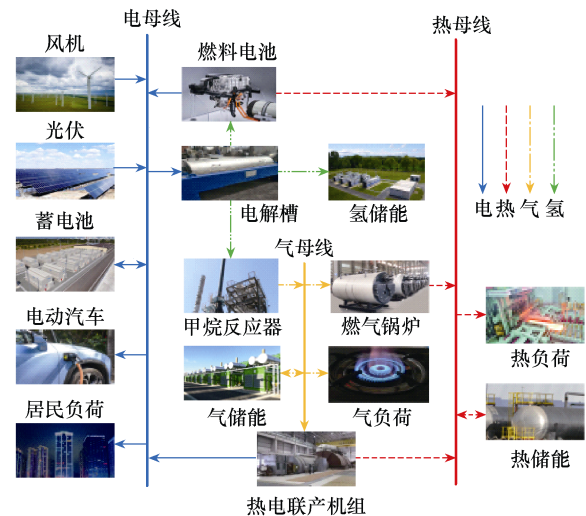 电母线
热母线
风机
燃料电池
光伏
电解槽
氢储能
电 热 气 氢
蓄电池
气母线
甲烷反应器
燃气锅炉
电动汽车
热负荷
居民负荷
气储能
气负荷
热储能
热电联产机组